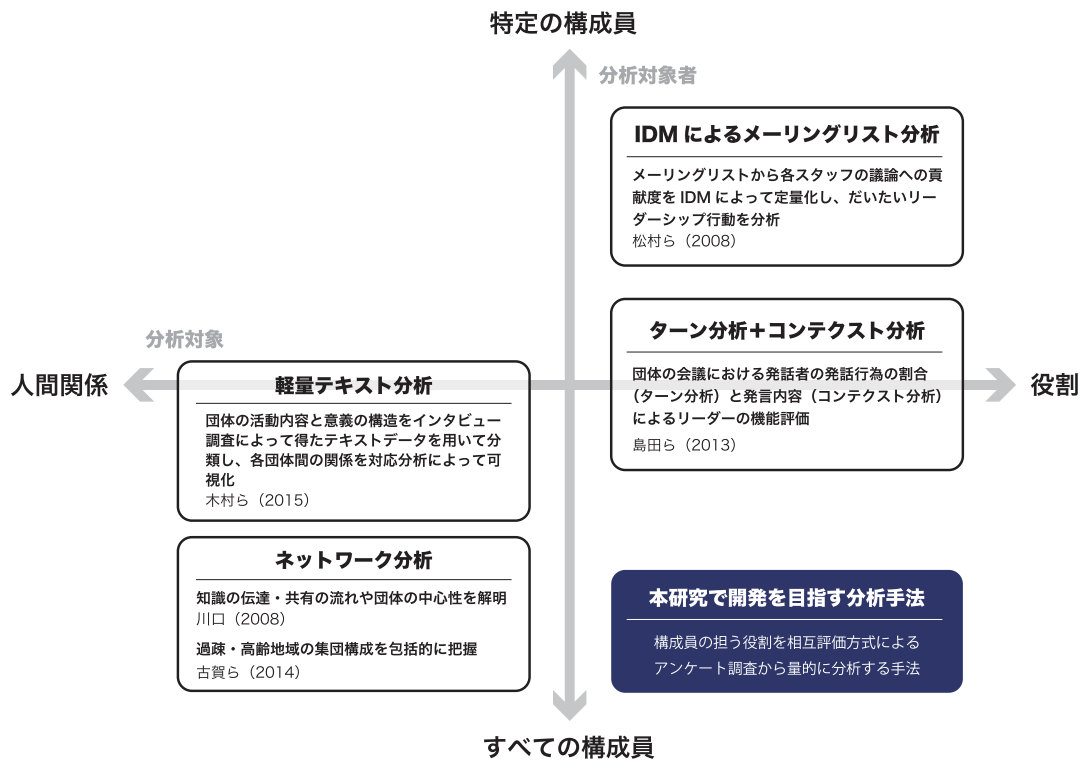 特定の構成員
分析対象者
IDM によるメーリングリスト分析
メーリングリストから各スタッフの議論への貢
献度を IDM によって定量化し、だいたいリー
ダーシップ行動を分析
松村ら（2008）
ターン分析＋コンテクスト分析
団体の会議における発話者の発話行為の割合
（ターン分析）と発言内容（コンテクスト分析）
によるリーダーの機能評価
島田ら（2013）
分析対象
人間関係
役割
軽量テキスト分析
団体の活動内容と意義の構造をインタビュー
調査によって得たテキストデータを用いて分
類し、各団体間の関係を対応分析によって可
視化
木村ら（2015）
ネットワーク分析
知識の伝達・共有の流れや団体の中心性を解明
川口（2008）
過疎・高齢地域の集団構成を包括的に把握
古賀ら（2014）
本研究で開発を目指す分析手法
構成員の担う役割を相互評価方式による
アンケート調査から量的に分析する手法
すべての構成員